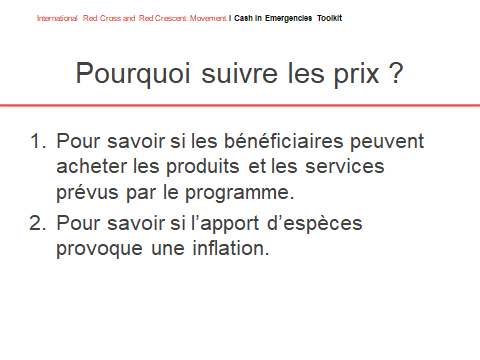 International Red Cross and Red Crescent Movement I Cash in Emergencies Toolkit
Pourquoi suivre les prix ?
1. Pour savoir si les bénéficiaires peuvent
acheter les produits et les services
prévus par le programme.
2. Pour savoir si l’apport d’espèces
provoque une inflation.